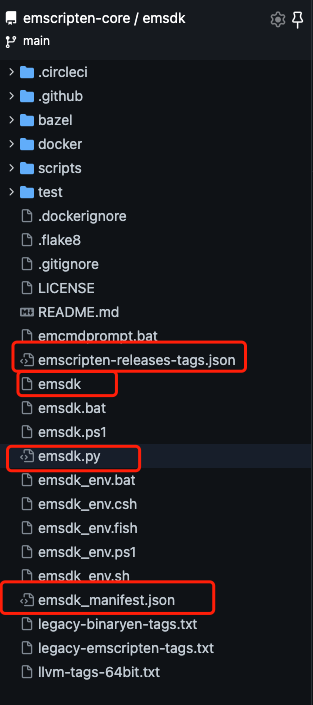 emscripten-core / emsdk
main
.circleci
.github
bazel
docker
scripts
test
.dockerignore
.flake8
.gitignore
LICENSE
README.md
emcmdprompt.bat
emscripten-releases-tags.json
emsdk
emsdk.bat
emsdk.ps1
emsdk.py
emsdk_env.bat
emsdk_env.csh
emsdk_env.fish
emsdk_env.ps1
emsdk_env.sh
emsdk_manifest.json
legacy-binaryen-tags.txt
legacy-emscripten-tags.txt
llvm-tags-64bit.txt